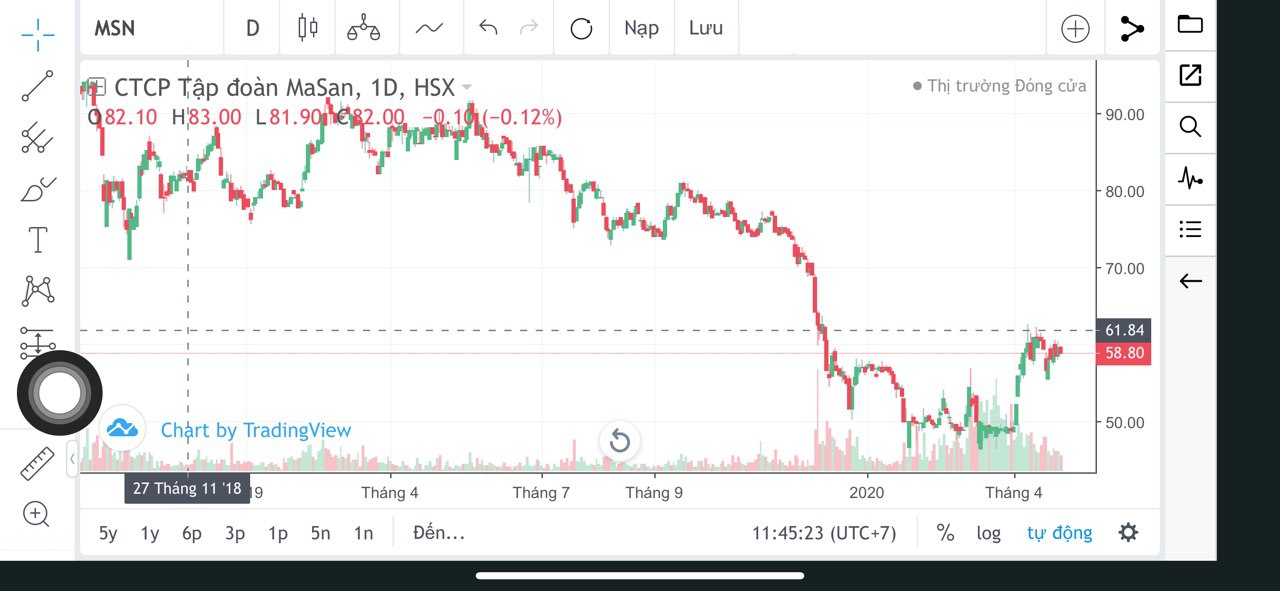 MSN D Nạp Lưu
CTCP Tập đoàn MaSan, 1D, HSX
Thị trường Đóng cửa
O82.10 H83.00 L81.90 C82.00 −0.10 (−0.12%)
90.00
80.00
70.00
61.84
58.80
50.00
Chart by TradingView
27 Tháng 11 '18 19 Tháng 4 Tháng 7 Tháng 9 2020 Tháng 4
5y 1y 6p 3p 1p 5n 1n Đến... 11:45:23 (UTC+7) % log tự động